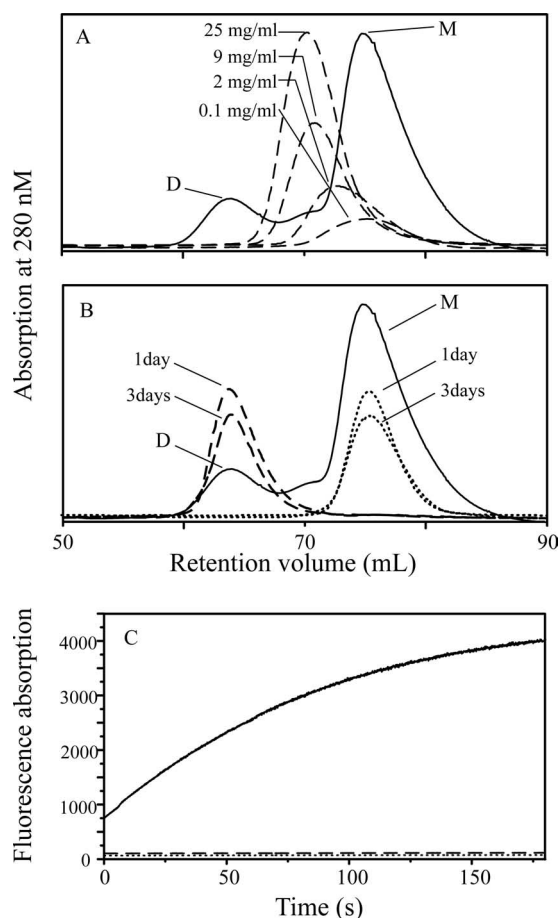 A
25 mg/ml
M
9 mg/ml
2 mg/ml
0.1 mg/ml
D
Absorption at 280 nM
B
M
1day
1day
3days
3days
D
50 70 90
Retention volume (mL)
C
4000
3000
2000
1000
0
Fluorescence absorption
0 50 100 150
Time (s)